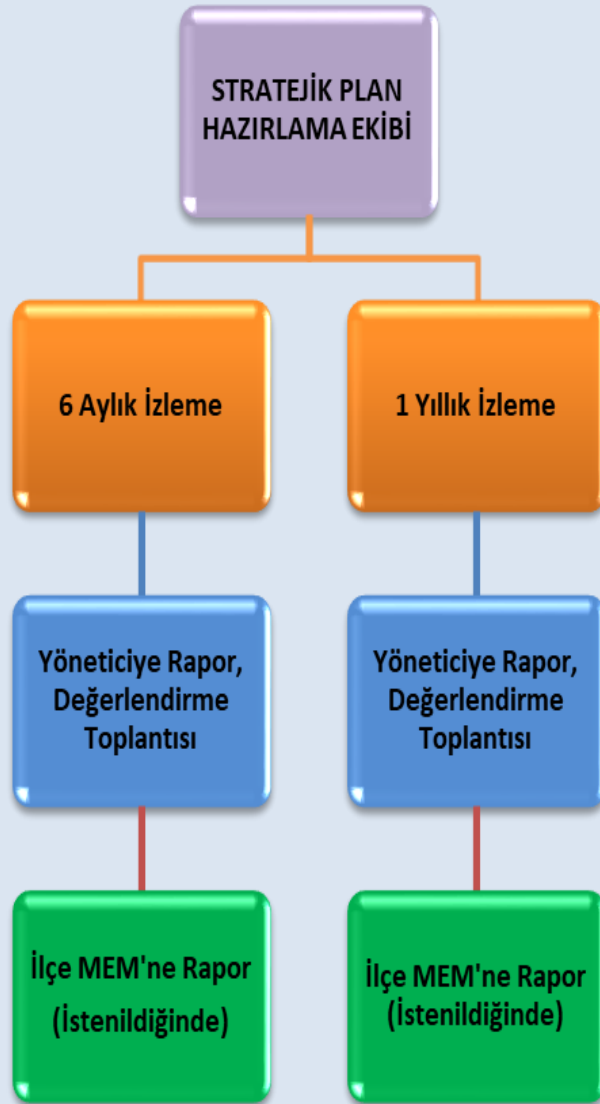 STRATEJİK PLAN
HAZIRLAMA EKİBİ
6 Aylık İzleme
1 Yıllık İzleme
Yöneticiye Rapor,
Değerlendirme
Toplantısı
Yöneticiye Rapor,
Değerlendirme
Toplantısı
İlçe MEM'ne Rapor
(İstenildiğinde)
İlçe MEM'ne Rapor
(İstenildiğinde)